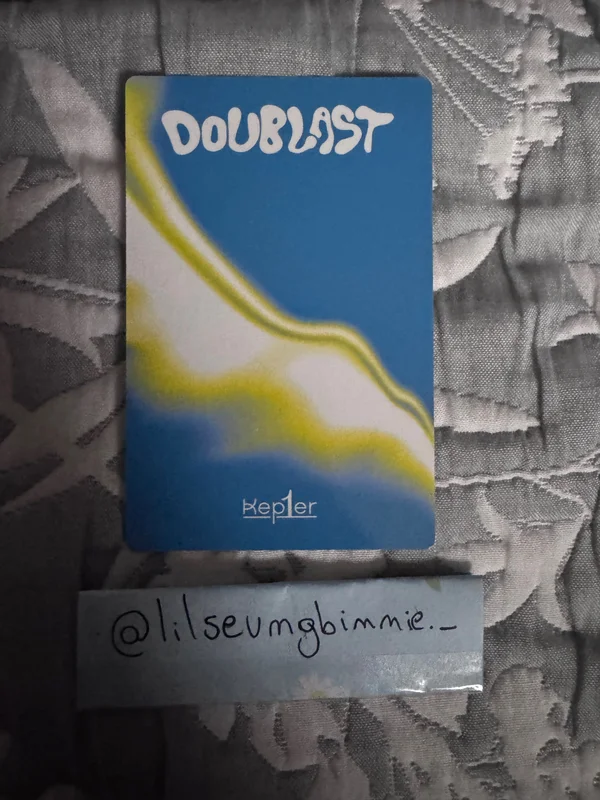 DOUBLAST
Kep1er
@lilseungbinnie._